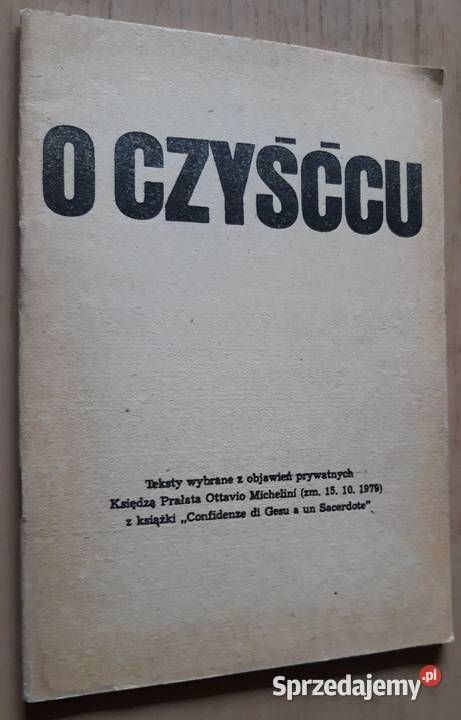 O CZYŚĆCU
Teksty wybrane z objawień prywatnych
Księdzą Prałata Ottavio Michelini (zm. 15. 10. 1979)
z książki „Confidenze di Gesu a un Sacerdote”
Sprzedajemy.pl